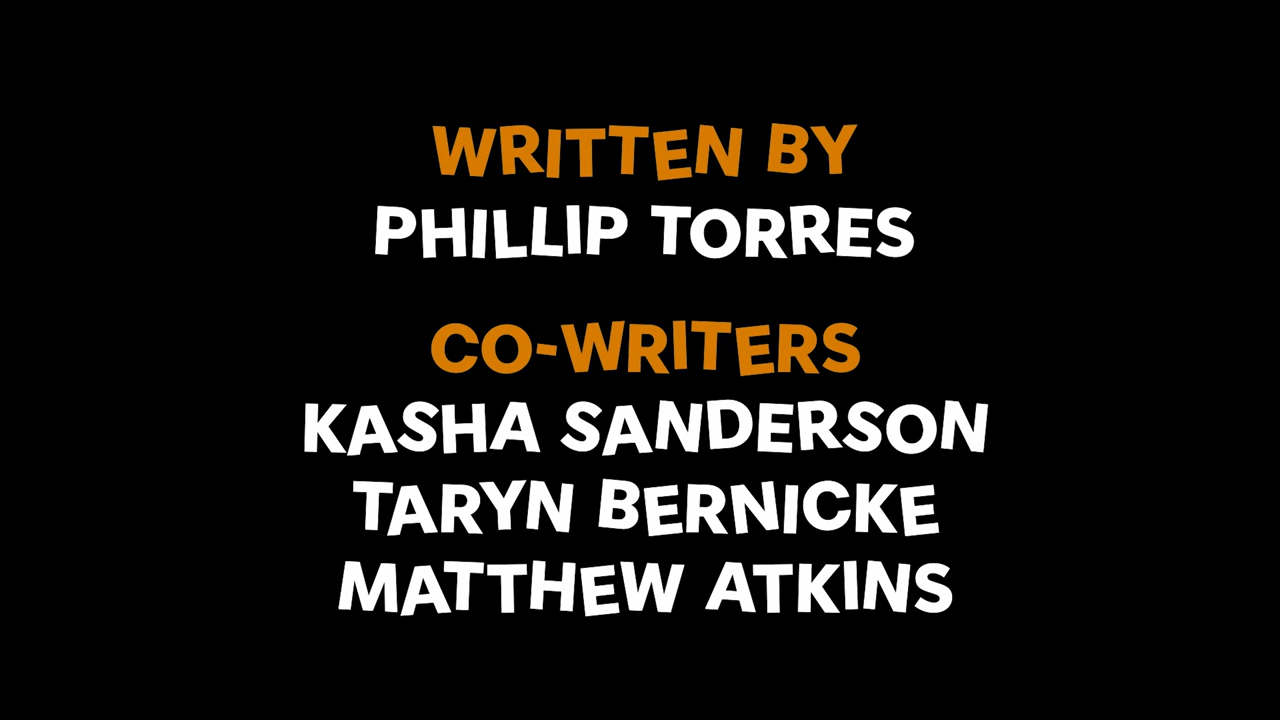 WRITTEN BY
PHILLIP TORRES
CO-WRITERS
KASHA SANDERSON
TARYN BERNICKE
MATTHEW ATKINS